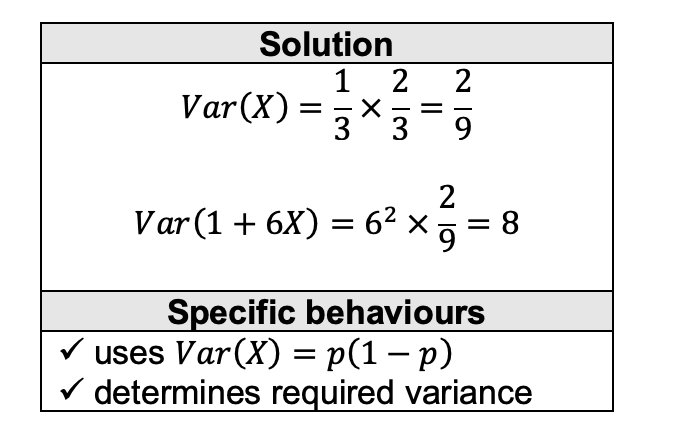 Solution
Var(X) = 1/3 × 2/3 = 2/9
Var(1 + 6X) = 6² × 2/9 = 8
Specific behaviours
✓ uses Var(X) = p(1 − p)
✓ determines required variance